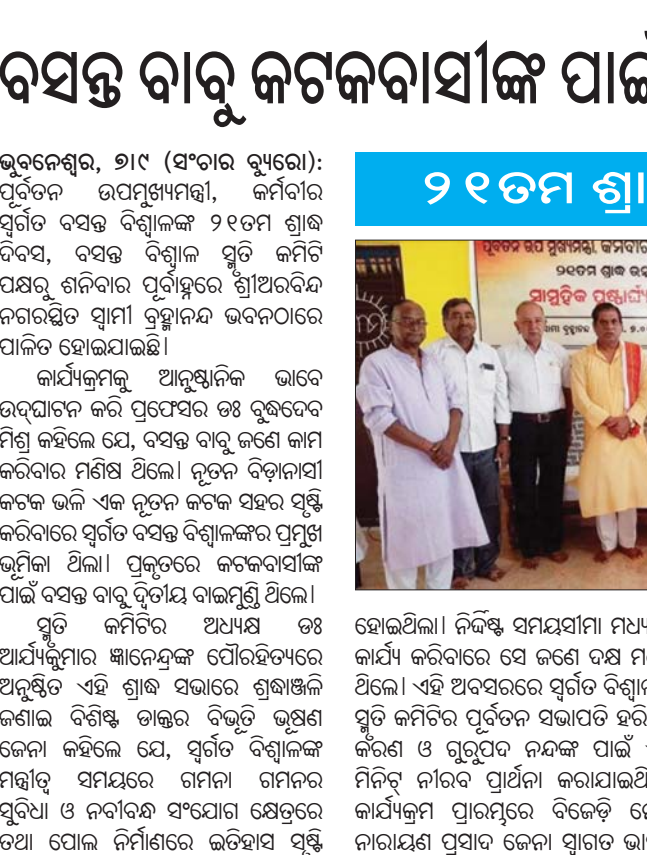 ବସନ୍ତ ବାବୁ କଟକବାସୀଙ୍କ ପାଇଁ
ଭୁବନେଶ୍ୱର, ୭।୯ (ସଂଚାର ବ୍ୟୁରୋ):
ପୂର୍ବତନ ଉପମୁଖ୍ୟମନ୍ତ୍ରୀ, କର୍ମବୀର
ସ୍ୱର୍ଗତ ବସନ୍ତ ବିଶ୍ୱାଳଙ୍କ ୨୧ତମ ଶ୍ରାଦ୍ଧ
ଦିବସ, ବସନ୍ତ ବିଶ୍ୱାଳ ସ୍ମୃତି କମିଟି
ପକ୍ଷରୁ ଶନିବାର ପୂର୍ବାହ୍ନରେ ଶ୍ରୀଅରବିନ୍ଦ
ନଗରସ୍ଥିତ ସ୍ୱାମୀ ବ୍ରହ୍ମାନନ୍ଦ ଭବନଠାରେ
ପାଳିତ ହୋଇଯାଇଛି।
କାର୍ଯ୍ୟକ୍ରମକୁ ଆନୁଷ୍ଠାନିକ ଭାବେ
ଉଦ୍‌ଘାଟନ କରି ପ୍ରଫେସର ଡଃ ବୁଦ୍ଧଦେବ
ମିଶ୍ର କହିଲେ ଯେ, ବସନ୍ତ ବାବୁ ଜଣେ କାମ
କରିବାର ମଣିଷ ଥିଲେ। ନୂତନ ବିଡ଼ାନାସୀ
କଟକ ଭଳି ଏକ ନୂତନ କଟକ ସହର ସୃଷ୍ଟି
କରିବାରେ ସ୍ୱର୍ଗତ ବସନ୍ତ ବିଶ୍ୱାଳଙ୍କର ପ୍ରମୁଖ
ଭୂମିକା ଥିଲା। ପ୍ରକୃତରେ କଟକବାସୀଙ୍କ
ପାଇଁ ବସନ୍ତ ବାବୁ ଦ୍ୱିତୀୟ ବାଇମୁଣ୍ଡି ଥିଲେ।
ସ୍ମୃତି କମିଟିର ଅଧ୍ୟକ୍ଷ ଡଃ
ଆର୍ଯ୍ୟକୁମାର ଜ୍ଞାନେନ୍ଦ୍ରଙ୍କ ପୌରହିତ୍ୟରେ
ଅନୁଷ୍ଠିତ ଏହି ଶ୍ରାଦ୍ଧ ସଭାରେ ଶ୍ରଦ୍ଧାଞ୍ଜଳି
ଜଣାଇ ବିଶିଷ୍ଟ ଡାକ୍ତର ବିଭୂତି ଭୂଷଣ
ଜେନା କହିଲେ ଯେ, ସ୍ୱର୍ଗତ ବିଶ୍ୱାଳଙ୍କ
ମନ୍ତ୍ରୀତ୍ୱ ସମୟରେ ଗମନା ଗମନର
ସୁବିଧା ଓ ନବୀବନ୍ଧ ସଂଯୋଗ କ୍ଷେତ୍ରରେ
ତଥା ପୋଲ ନିର୍ମାଣରେ ଇତିହାସ ସୃଷ୍ଟି
୨୧ତମ
ପୂର୍ବତନ ଉପ ମୁଖ୍ୟମନ୍ତ୍ରୀ, କର୍ମବୀର
୨୧ତମ ଶ୍ରାଦ୍ଧ
ସାମୁହିକ ପୁଷ୍ପାର୍ଘ୍ୟ
ହୋଇଥିଲା। ନିର୍ଦ୍ଦିଷ୍ଟ ସମୟସୀମା ମଧ୍ୟ
କାର୍ଯ୍ୟ କରିବାରେ ସେ ଜଣେ ଦକ୍ଷ
ଥିଲେ। ଏହି ଅବସରରେ ସ୍ୱର୍ଗତ
ସ୍ମୃତି କମିଟିର ପୂର୍ବତନ ସଭାପତି ହରି
କରଣ ଓ ଗୁରୁପଦ ନନ୍ଦଙ୍କ ପାଇଁ
ମିନିଟ୍ ନୀରବ ପ୍ରାର୍ଥନା
କାର୍ଯ୍ୟକ୍ରମ ପ୍ରାରମ୍ଭରେ ବିଜେଡ଼ି
ନାରାୟଣ ପ୍ରସାଦ ଜେନା ସ୍ୱାଗତ